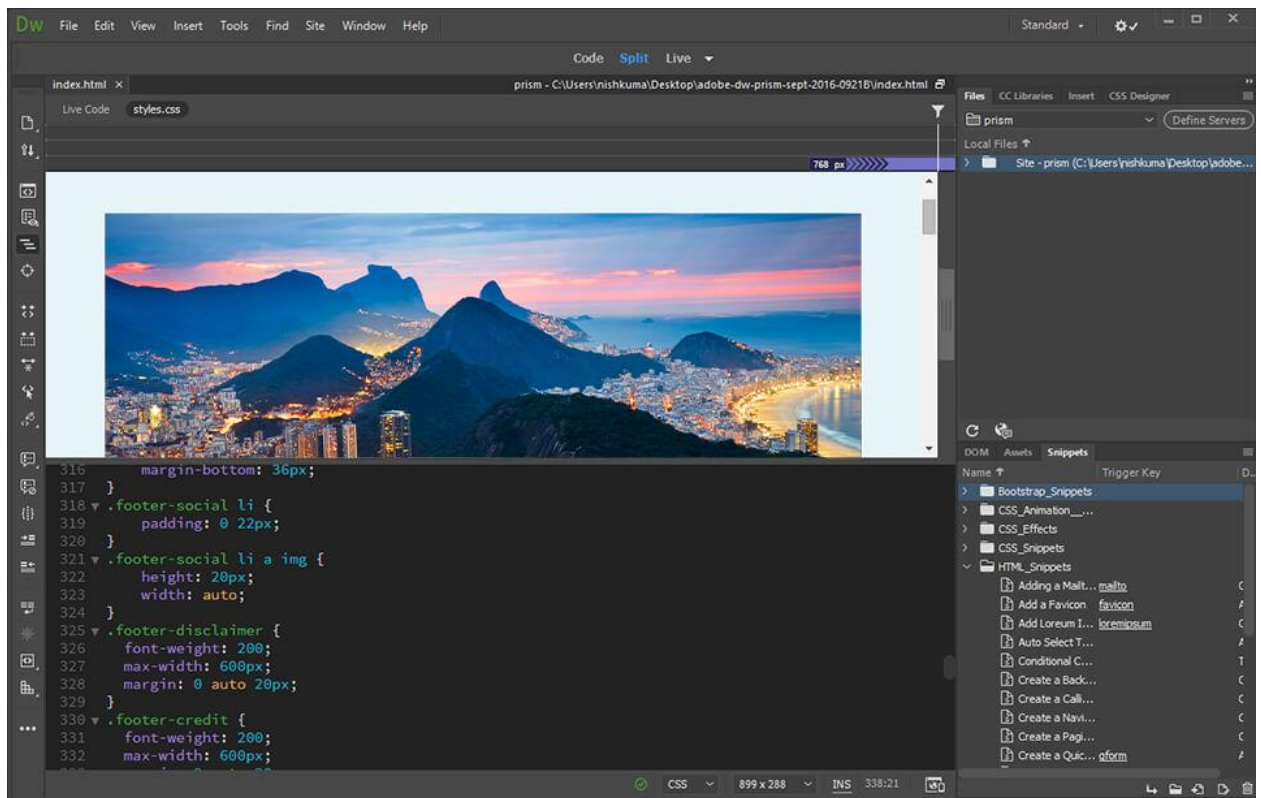 Dw File Edit View Insert Tools Find Site Window Help Standard
Code Split Live
index.html × prism - C:\Users\nishkuma\Desktop\adobe-dw-prism-sept-2016-09218\index.html
Live Code styles.css
768 px
316 margin-bottom: 36px;
317 }
318 .footer-social li {
319 padding: 0 22px;
320 }
321 .footer-social li a img {
322 height: 20px;
323 width: auto;
324 }
325 .footer-disclaimer {
326 font-weight: 200;
327 max-width: 600px;
328 margin: 0 auto 20px;
329 }
330 .footer-credit {
331 font-weight: 200;
332 max-width: 600px;
CSS 899 x 288 INS 338:21
Files CC Libraries Insert CSS Designer
prism Define Servers
Local Files
Site - prism (C:\Users\nishkuma\Desktop\adobe...
DOM Assets Snippets
Name Trigger Key D..
Bootstrap_Snippets
CSS_Animation__...
CSS_Effects
CSS_Snippets
HTML_Snippets
Adding a Mailt... mailto
Add a Favicon favicon
Add Loreum I... loremipsum
Auto Select T...
Conditional C...
Create a Back...
Create a Calli...
Create a Navi...
Create a Pagi...
Create a Quic... qform